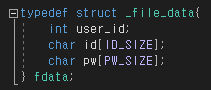 typedef struct _file_data{
    int user_id;
    char id[ID_SIZE];
    char pw[PW_SIZE];
} fdata;